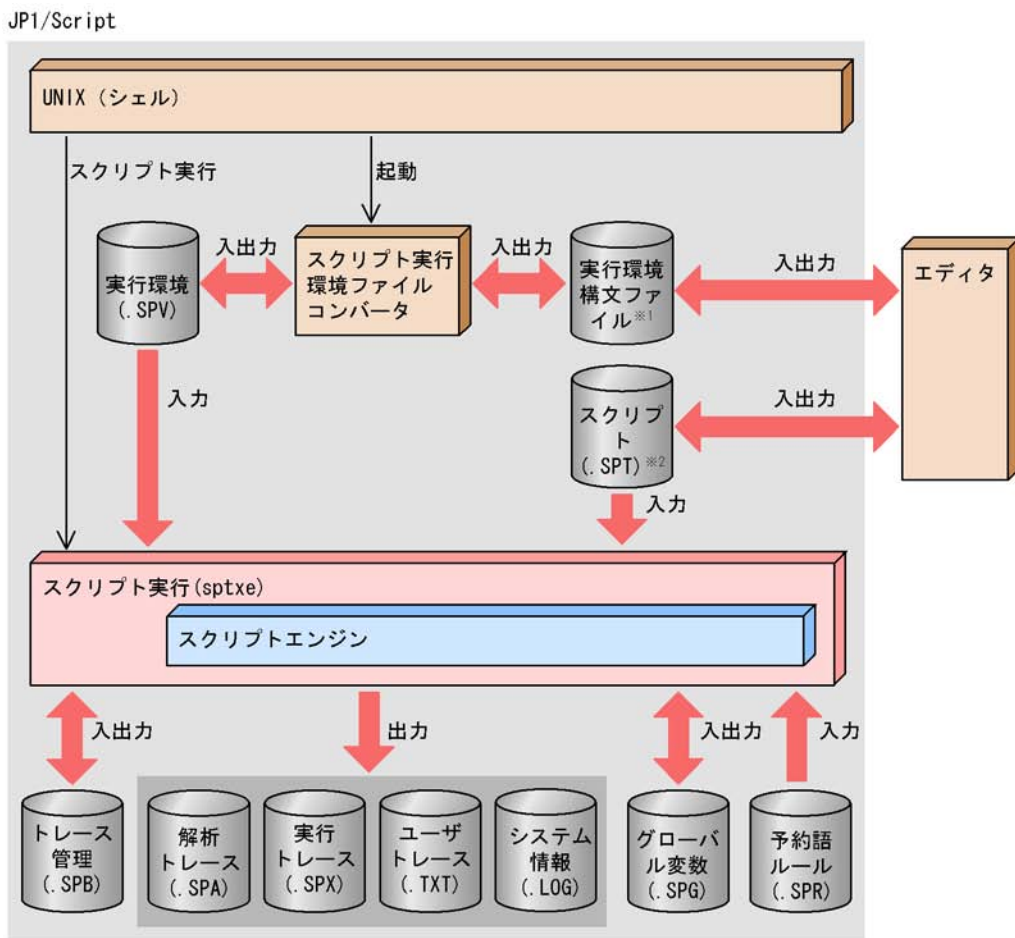 JP1/Script
UNIX（シェル）
スクリプト実行
起動
実行環境
(.SPV)
入出力
スクリプト実行
環境ファイル
コンバータ
入出力
実行環境
構文ファ
イル※1
入出力
エディタ
入力
スクリプ
ト
(.SPT)※2
入出力
入力
スクリプト実行(sptxe)
スクリプトエンジン
入出力
出力
入出力
入力
トレース
管理
(.SPB)
解析
トレース
(.SPA)
実行
トレース
(.SPX)
ユーザ
トレース
(.TXT)
システム
情報
(.LOG)
グローバ
ル変数
(.SPG)
予約語
ルール
(.SPR)